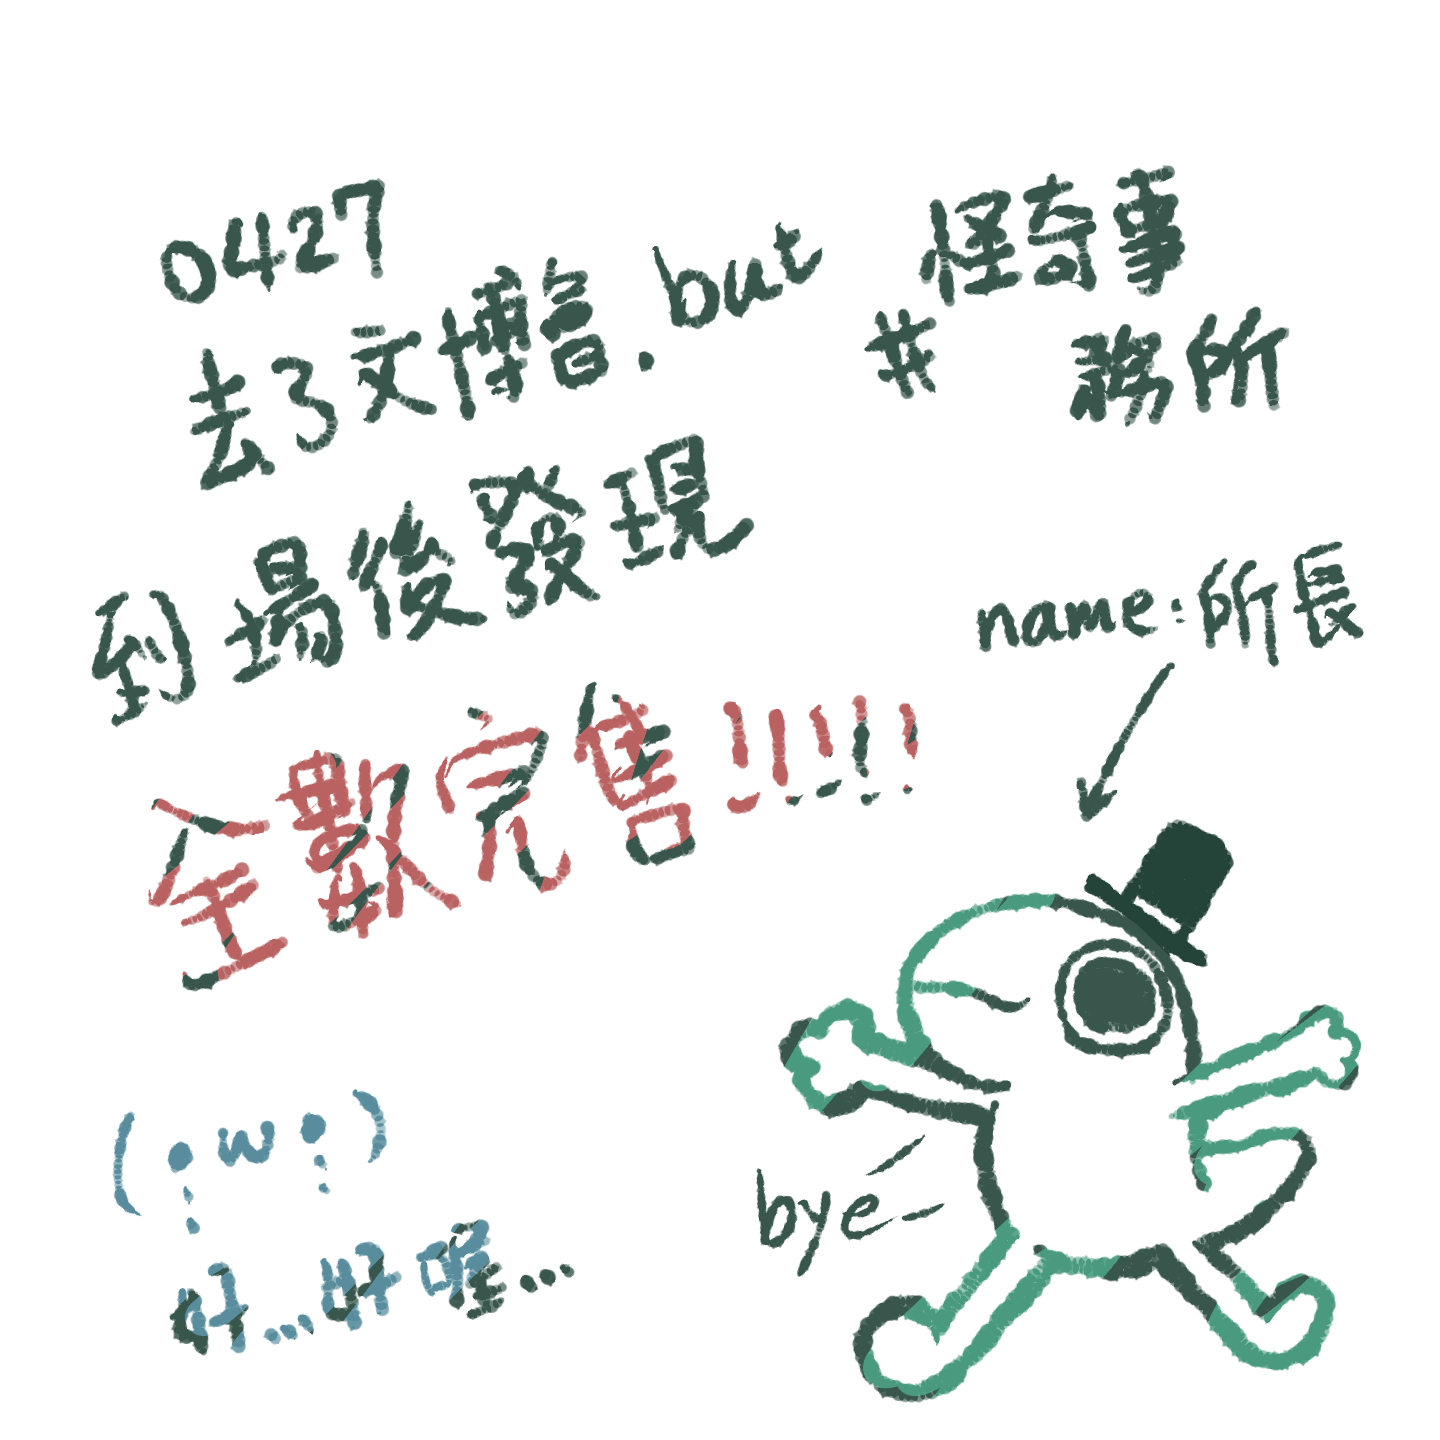 0427
去了文博會.but
到場後發現
全數完售!!!!!
#怪奇事
務所
name:所長
(;w;)
好...好喔...
bye